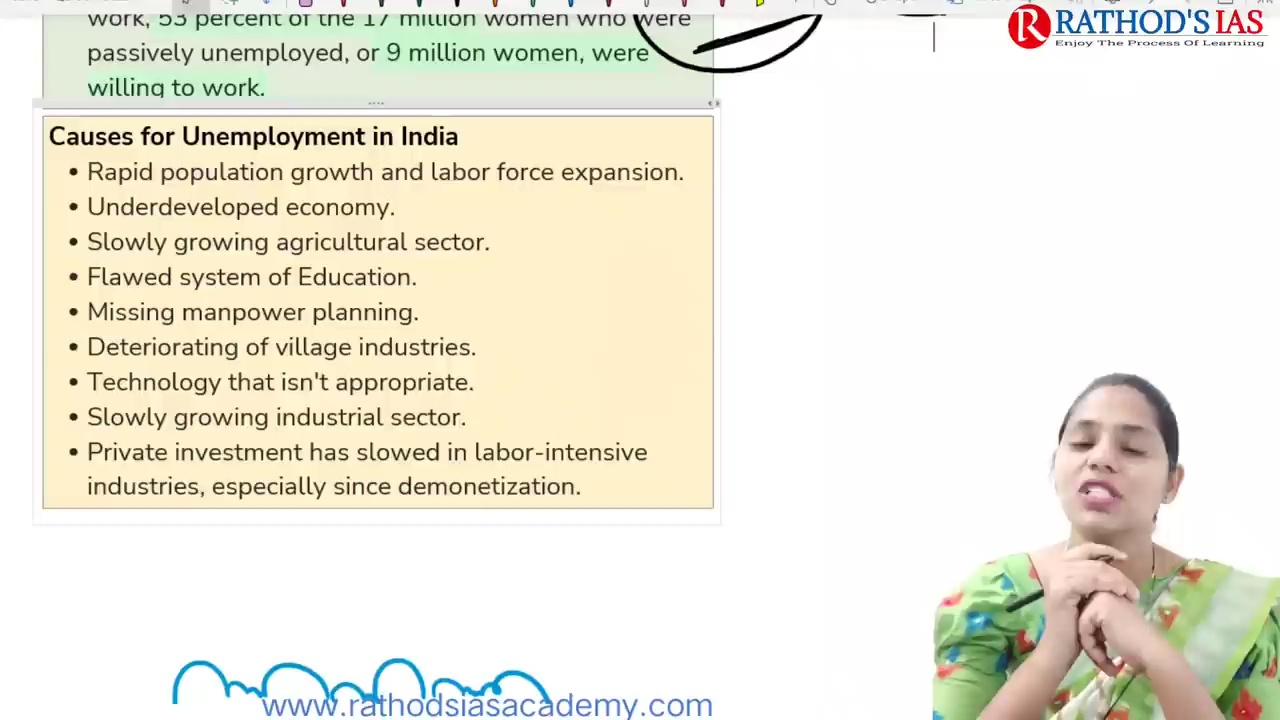 work, 53 percent of the 17 million women who were
passively unemployed, or 9 million women, were
willing to work.
RATHOD'S IAS
Enjoy The Process Of Learning
Causes for Unemployment in India
• Rapid population growth and labor force expansion.
• Underdeveloped economy.
• Slowly growing agricultural sector.
• Flawed system of Education.
• Missing manpower planning.
• Deteriorating of village industries.
• Technology that isn't appropriate.
• Slowly growing industrial sector.
• Private investment has slowed in labor-intensive
industries, especially since demonetization.
www.rathodsiasacademy.com